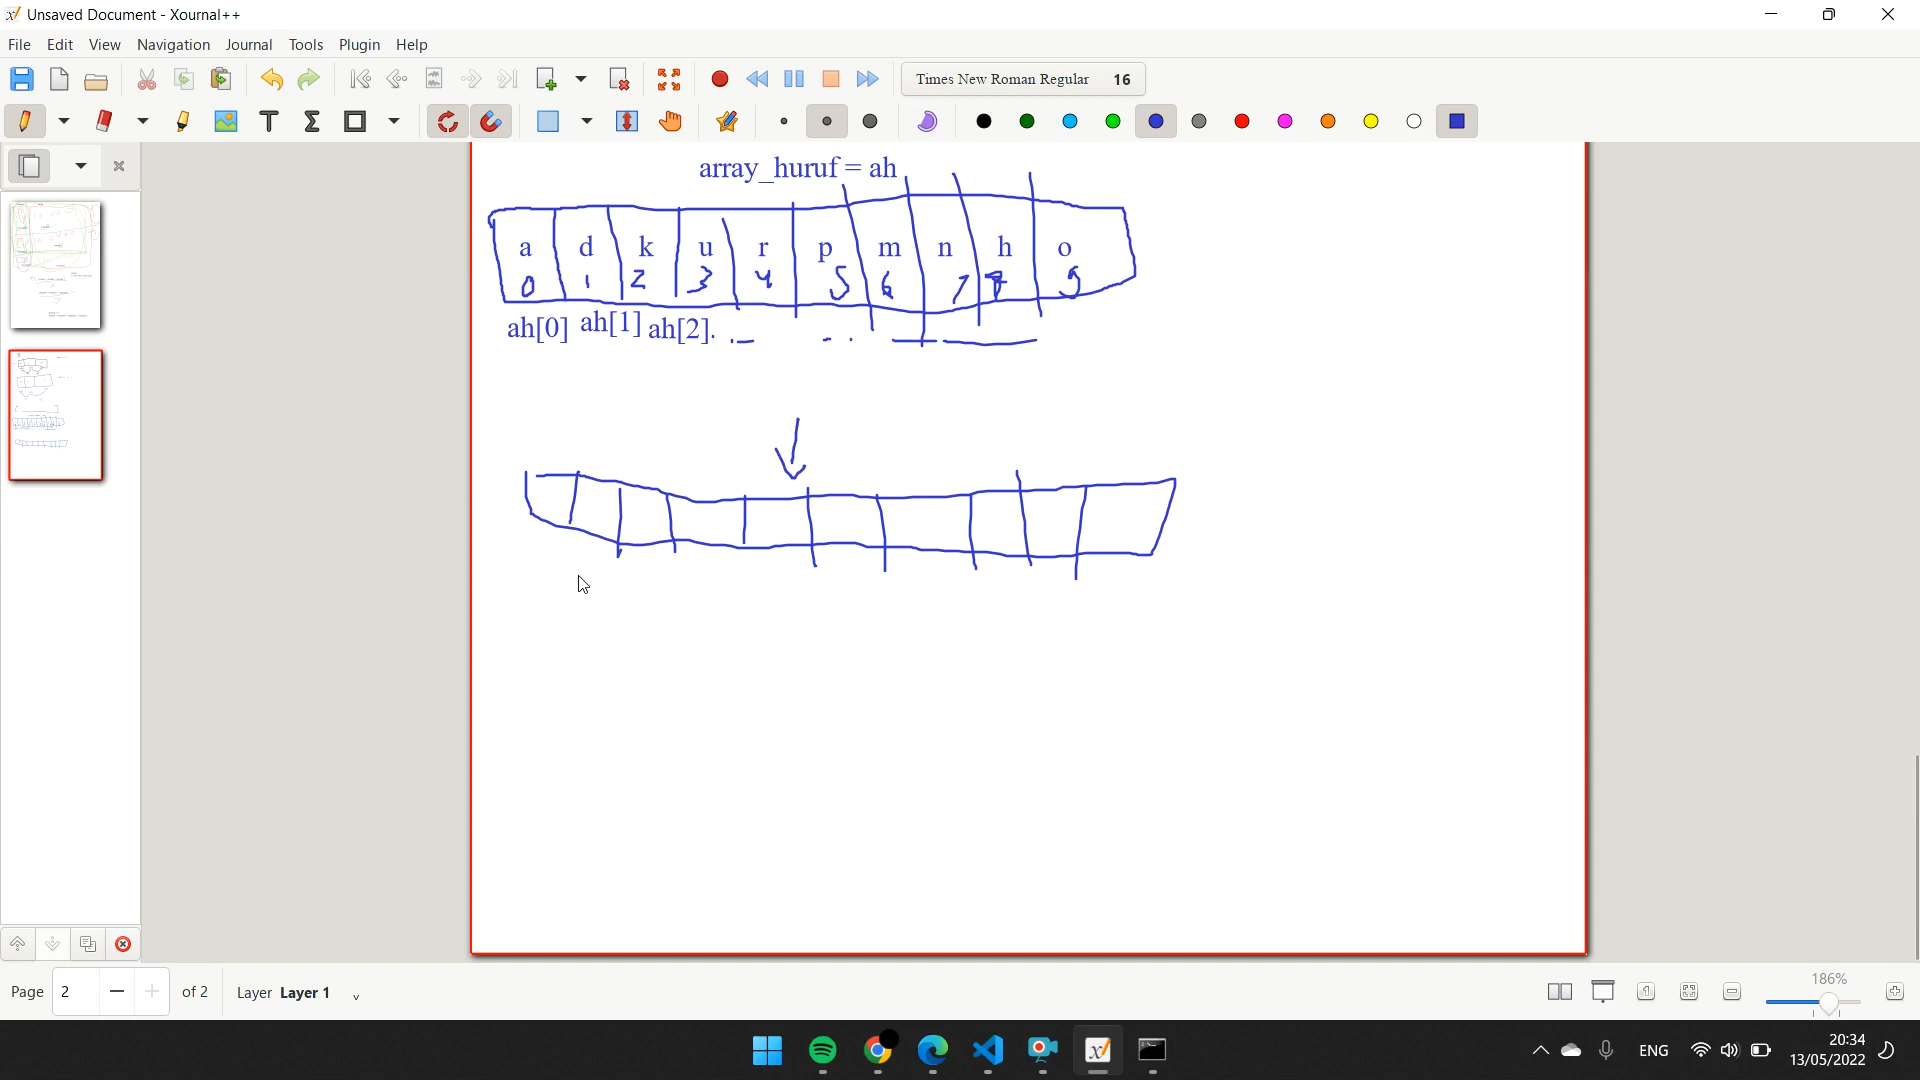 Unsaved Document - Xournal++
File Edit View Navigation Journal Tools Plugin Help
Times New Roman Regular 16
array_huruf = ah
a d k u r p m n h o
0 1 2 3 4 5 6 7 8 9
ah[0] ah[1] ah[2]. . _ . . __ __
Page 2 of 2 Layer Layer 1
186%
ENG
20:34
13/05/2022